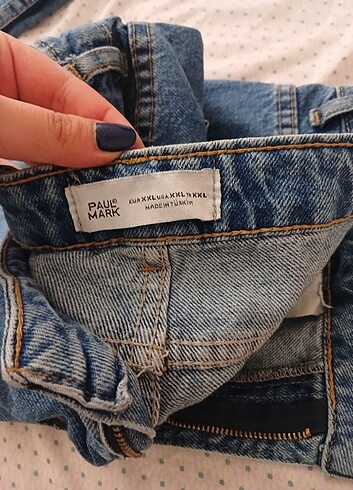 PAUL®
MARK
EUR XXL USA XXL TR XXL
MADE IN TÜRKİYE